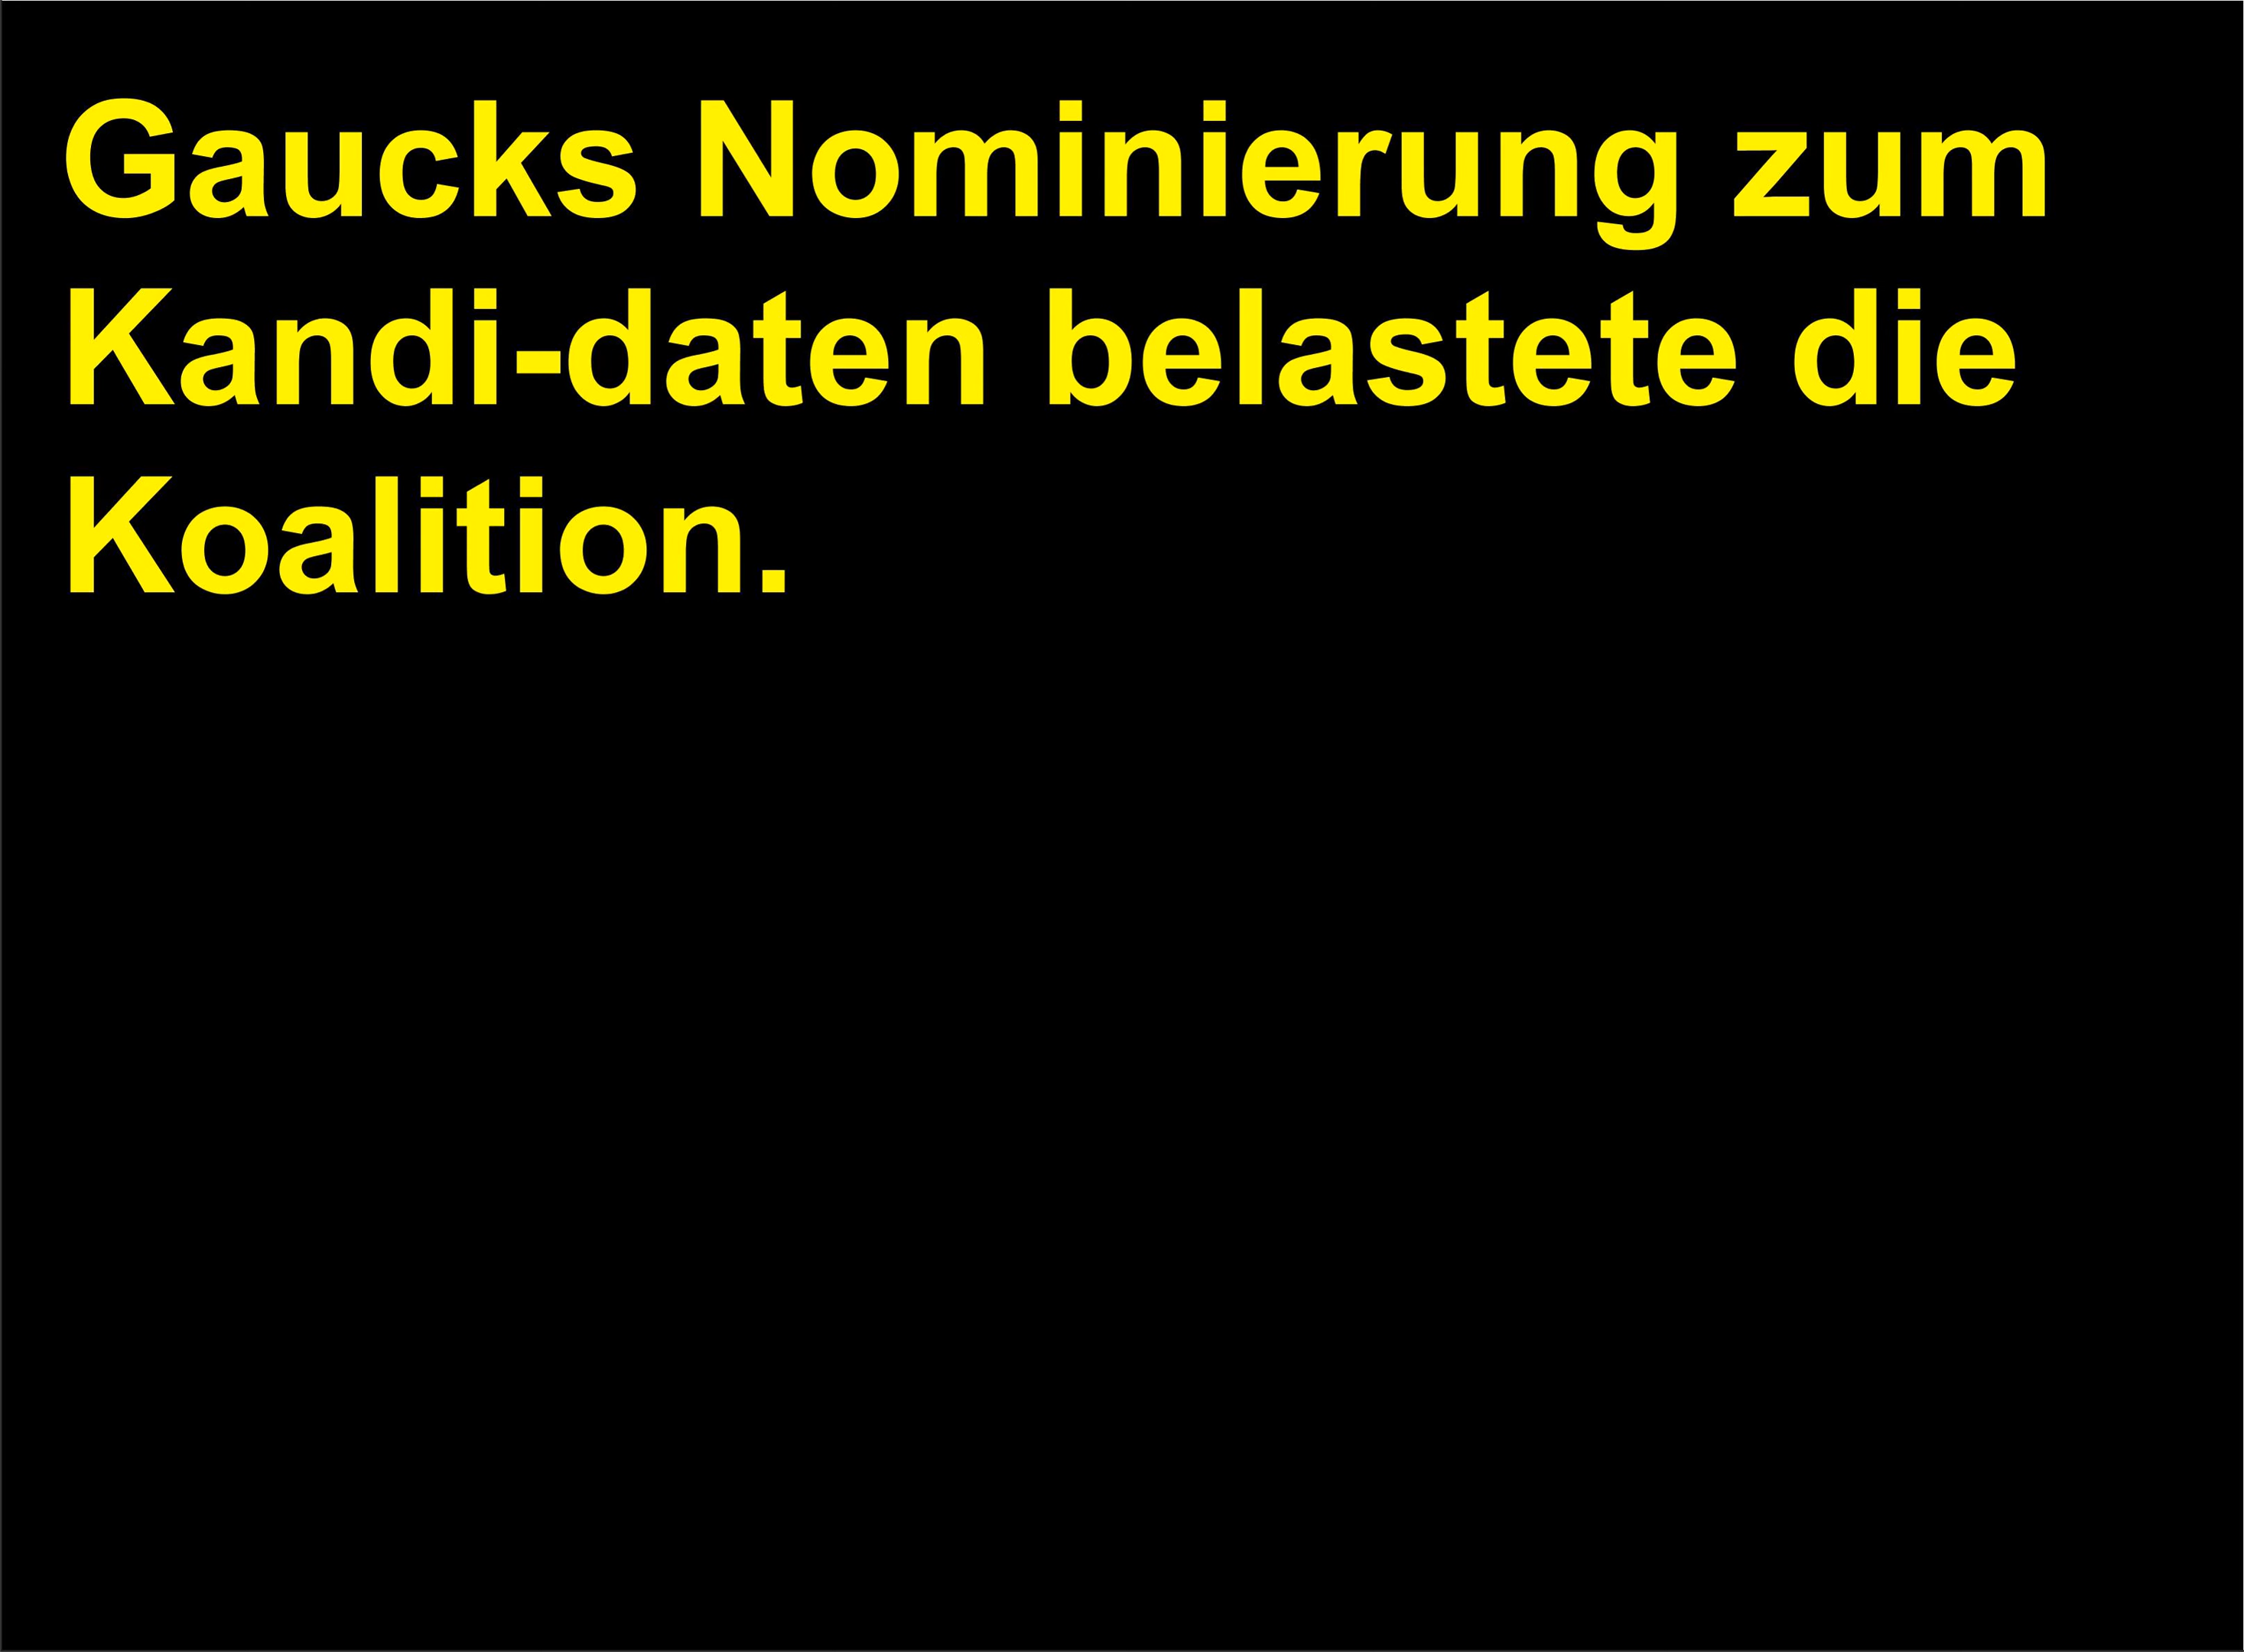 Gaucks Nominierung zum
Kandi-daten belastete die
Koalition.